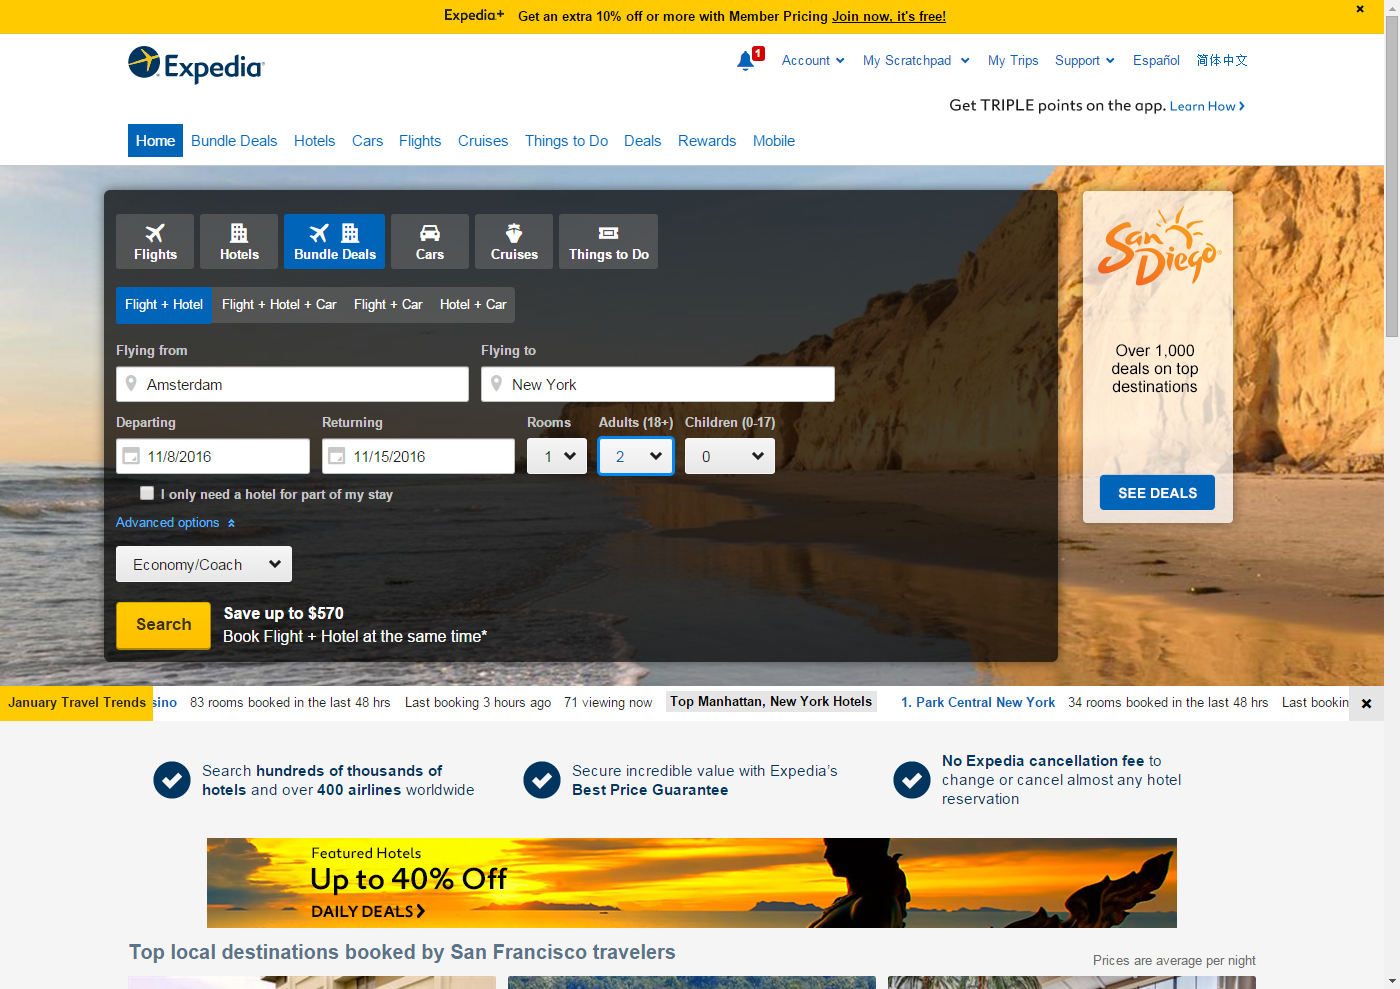 Expedia+ Get an extra 10% off or more with Member Pricing Join now, it's free!
Expedia
1
Account My Scratchpad My Trips Support Español 简体中文
Get TRIPLE points on the app. Learn How
Home Bundle Deals Hotels Cars Flights Cruises Things to Do Deals Rewards Mobile
Flights Hotels Bundle Deals Cars Cruises Things to Do
Flight + Hotel Flight + Hotel + Car Flight + Car Hotel + Car
Flying from Flying to
Amsterdam New York
Departing Returning Rooms Adults (18+) Children (0-17)
11/8/2016 11/15/2016 1 2 0
I only need a hotel for part of my stay
Advanced options
Economy/Coach
Search
Save up to $570
Book Flight + Hotel at the same time*
San
Diego
Over 1,000
deals on top
destinations
SEE DEALS
January Travel Trends sino 83 rooms booked in the last 48 hrs Last booking 3 hours ago 71 viewing now Top Manhattan, New York Hotels 1. Park Central New York 34 rooms booked in the last 48 hrs Last bookin
Search hundreds of thousands of
hotels and over 400 airlines worldwide
Secure incredible value with Expedia's
Best Price Guarantee
No Expedia cancellation fee to
change or cancel almost any hotel
reservation
Featured Hotels
Up to 40% Off
DAILY DEALS
Top local destinations booked by San Francisco travelers
Prices are average per night